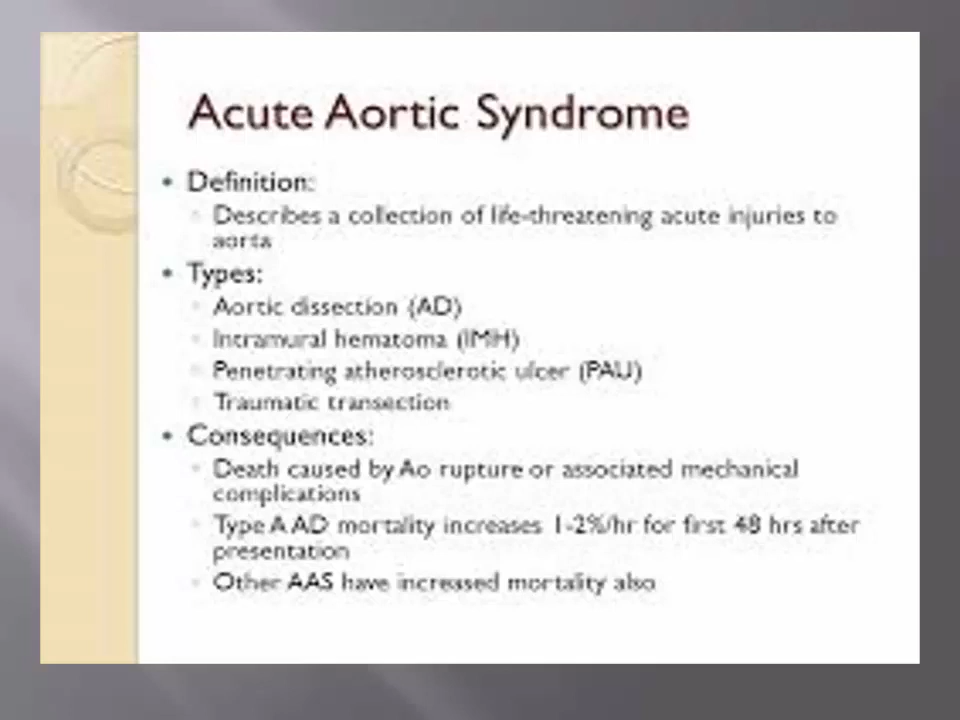 Acute Aortic Syndrome
• Definition:
◦ Describes a collection of life-threatening acute injuries to
aorta
• Types:
◦ Aortic dissection (AD)
◦ Intramural hematoma (IMH)
◦ Penetrating atherosclerotic ulcer (PAU)
◦ Traumatic transection
• Consequences:
◦ Death caused by Ao rupture or associated mechanical
complications
◦ Type A AD mortality increases 1-2%/hr for first 48 hrs after
presentation
◦ Other AAS have increased mortality also